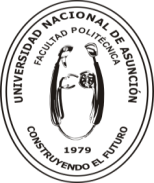 UNIVERSIDAD NACIONAL DE ASUNCIÓN
FACULTAD POLITÉCNICA
1979
CONSTRUYENDO EL FUTURO